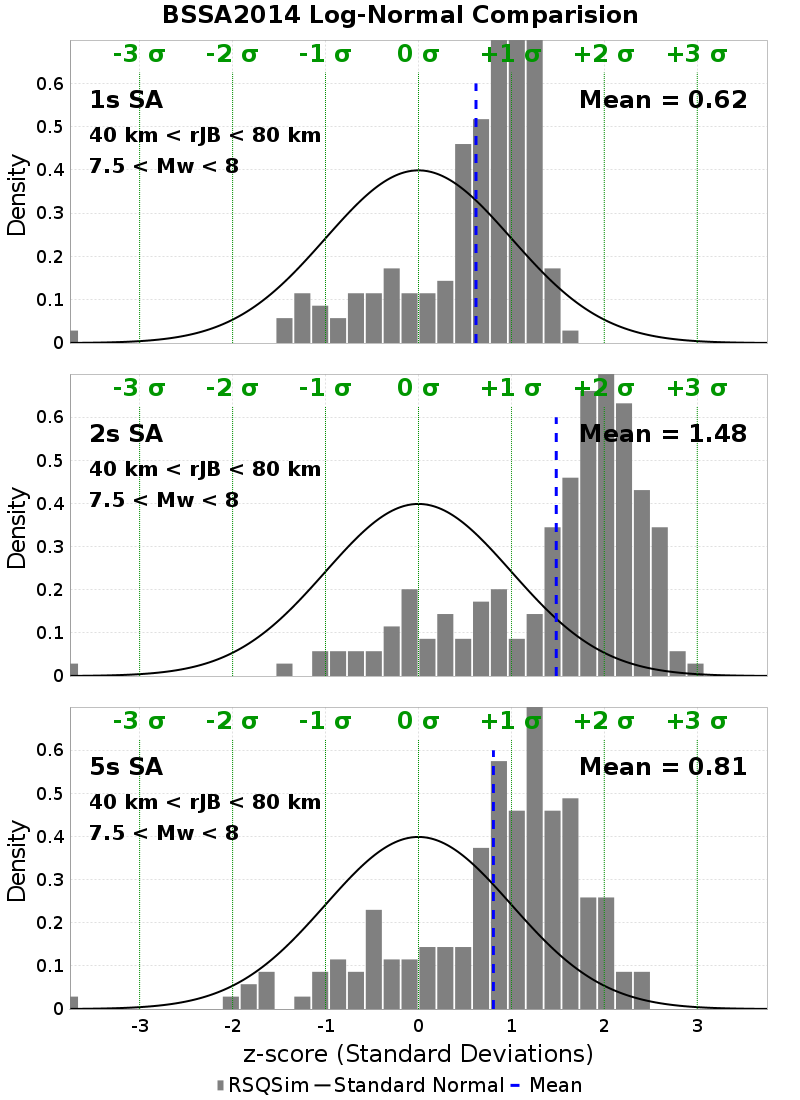 BSSA2014 Log-Normal Comparision
-3 σ -2 σ -1 σ 0 σ +1 σ +2 σ +3 σ
1s SA Mean = 0.62
40 km < rJB < 80 km
7.5 < Mw < 8
Density
0.6
0.5
0.4
0.3
0.2
0.1
0
-3 σ -2 σ -1 σ 0 σ +1 σ +2 σ +3 σ
2s SA Mean = 1.48
40 km < rJB < 80 km
7.5 < Mw < 8
Density
0.6
0.5
0.4
0.3
0.2
0.1
0
-3 σ -2 σ -1 σ 0 σ +1 σ +2 σ +3 σ
5s SA Mean = 0.81
40 km < rJB < 80 km
7.5 < Mw < 8
Density
0.6
0.5
0.4
0.3
0.2
0.1
0
-3 -2 -1 0 1 2 3
z-score (Standard Deviations)
RSQSim Standard Normal Mean